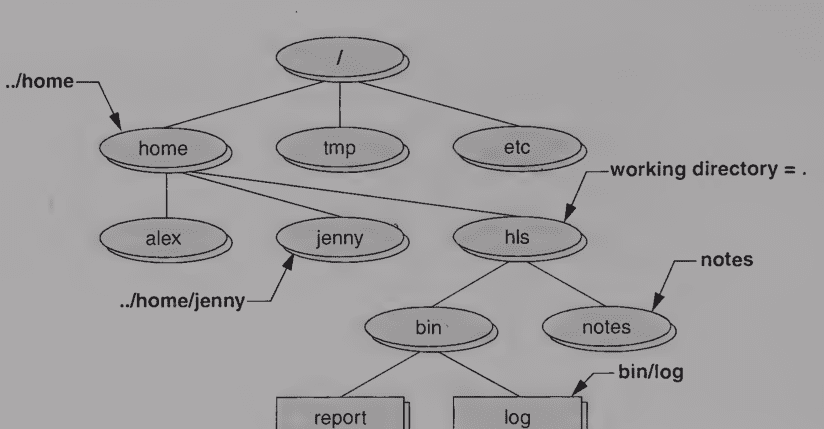 /
../home
home
tmp
etc
working directory = .
alex
jenny
hls
notes
../home/jenny
bin
notes
bin/log
report
log